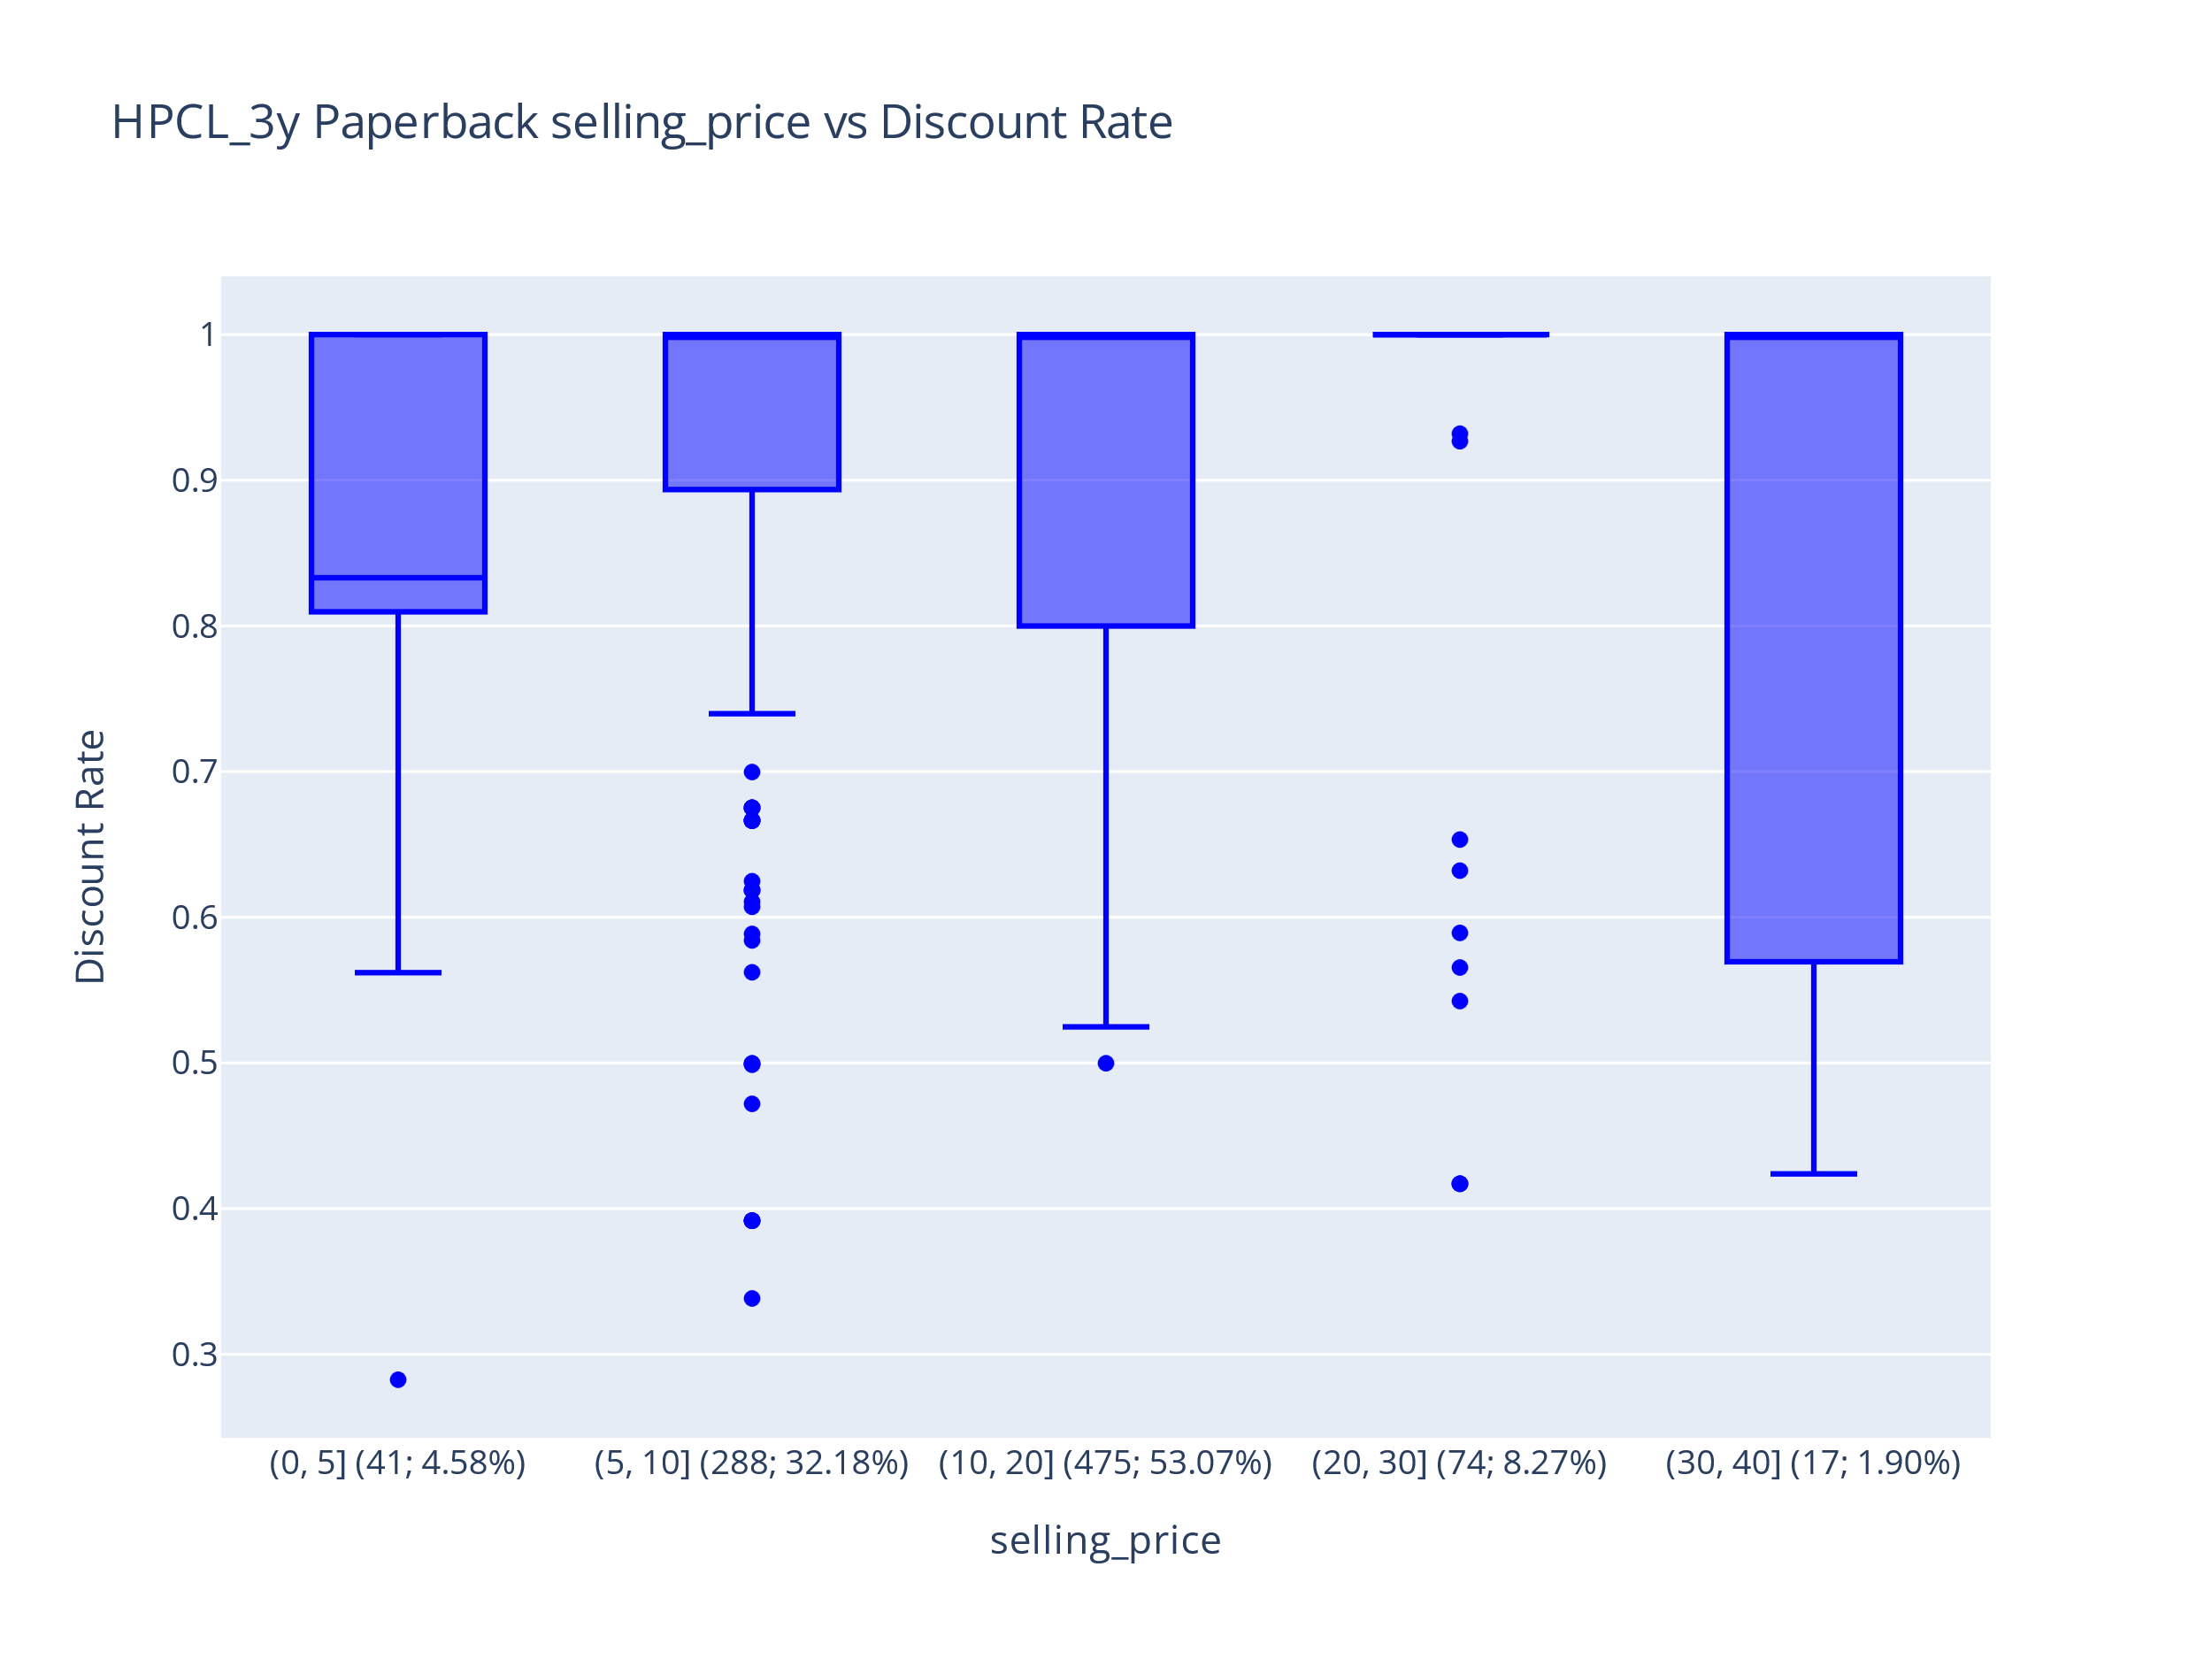 HPCL_3y Paperback selling_price vs Discount Rate
1
0.9
0.8
0.7
0.6
0.5
0.4
0.3
Discount Rate
(0, 5] (41; 4.58%)
(5, 10] (288; 32.18%)
(10, 20] (475; 53.07%)
(20, 30] (74; 8.27%)
(30, 40] (17; 1.90%)
selling_price